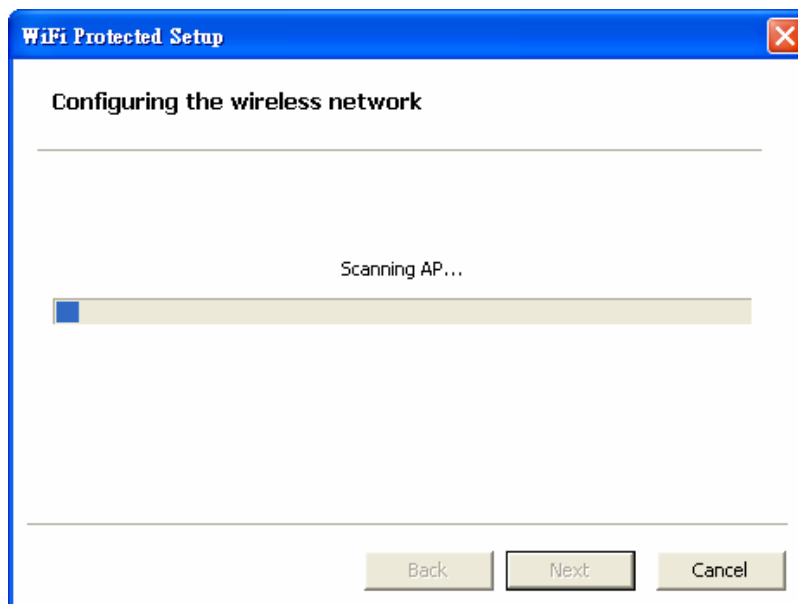 WiFi Protected Setup
Configuring the wireless network
Scanning AP...
Back Next Cancel